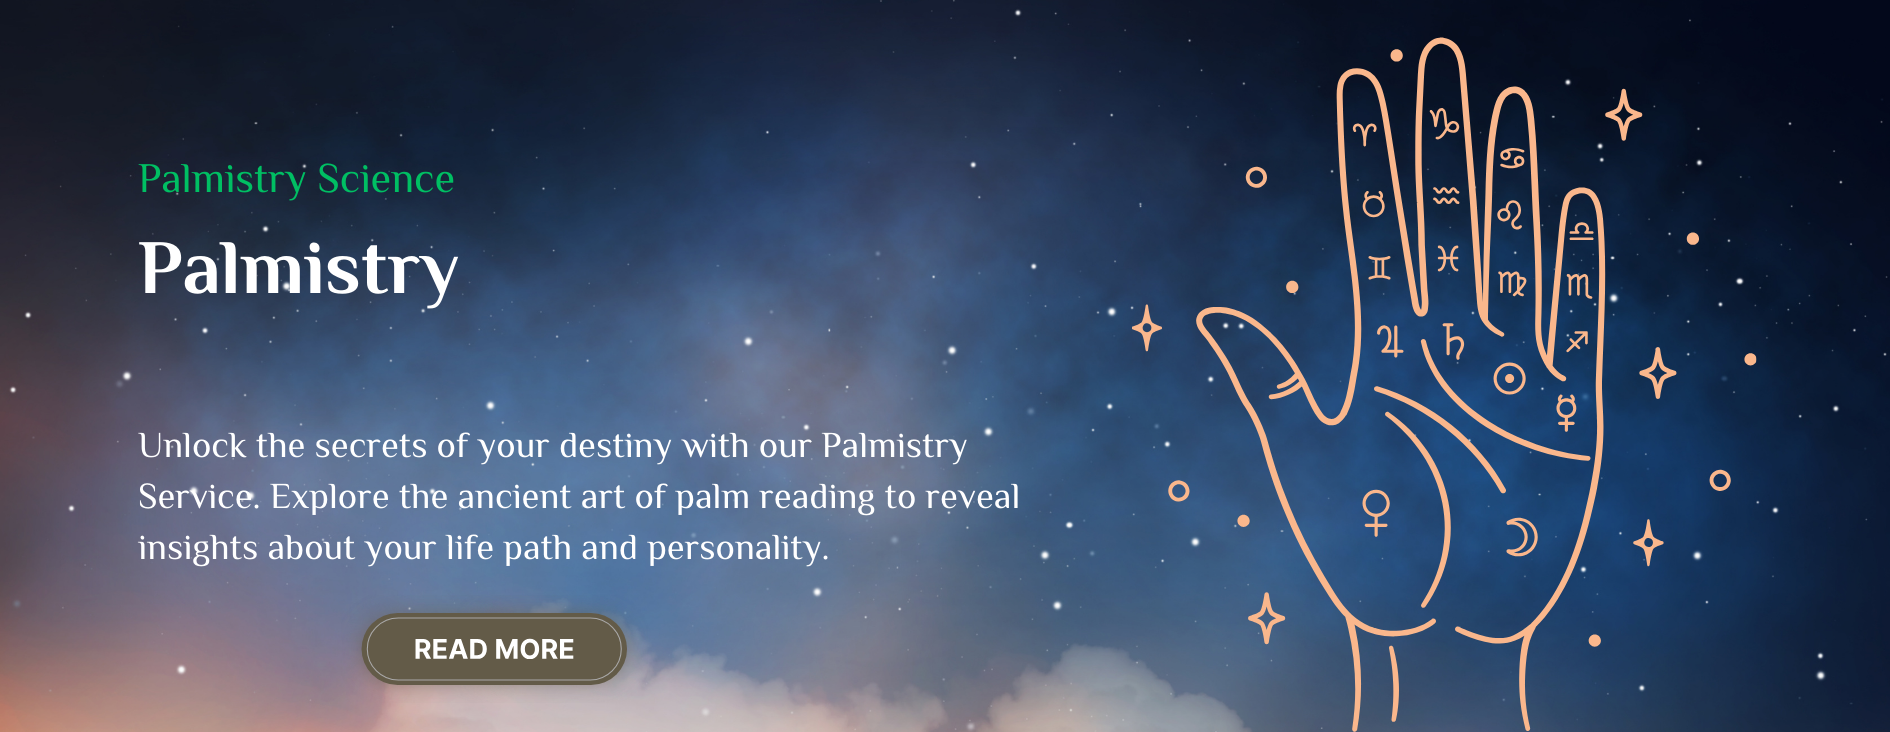 Palmistry Science
Palmistry
Unlock the secrets of your destiny with our Palmistry
Service. Explore the ancient art of palm reading to reveal
insights about your life path and personality.
READ MORE
♈ ♑ ♋
♉ ♒ ♌ ♎
♊ ♓ ♍ ♏
♃ ♄ ♐
☉
☿
♀ ☽